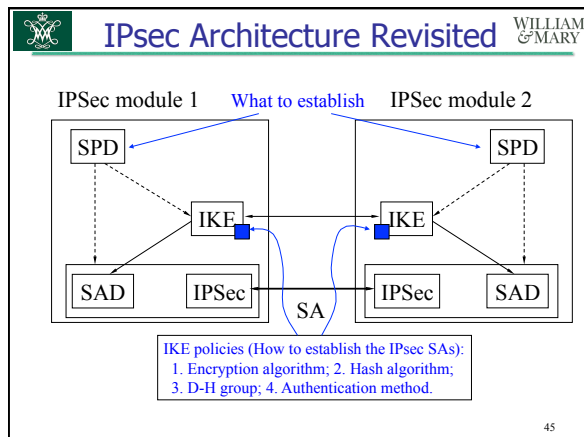 IPsec Architecture Revisited
WILLIAM
&MARY
IPSec module 1
What to establish
IPSec module 2
SPD
SPD
IKE
IKE
SAD
IPSec
IPSec
SAD
SA
IKE policies (How to establish the IPsec SAs):
1. Encryption algorithm; 2. Hash algorithm;
3. D-H group; 4. Authentication method.
45